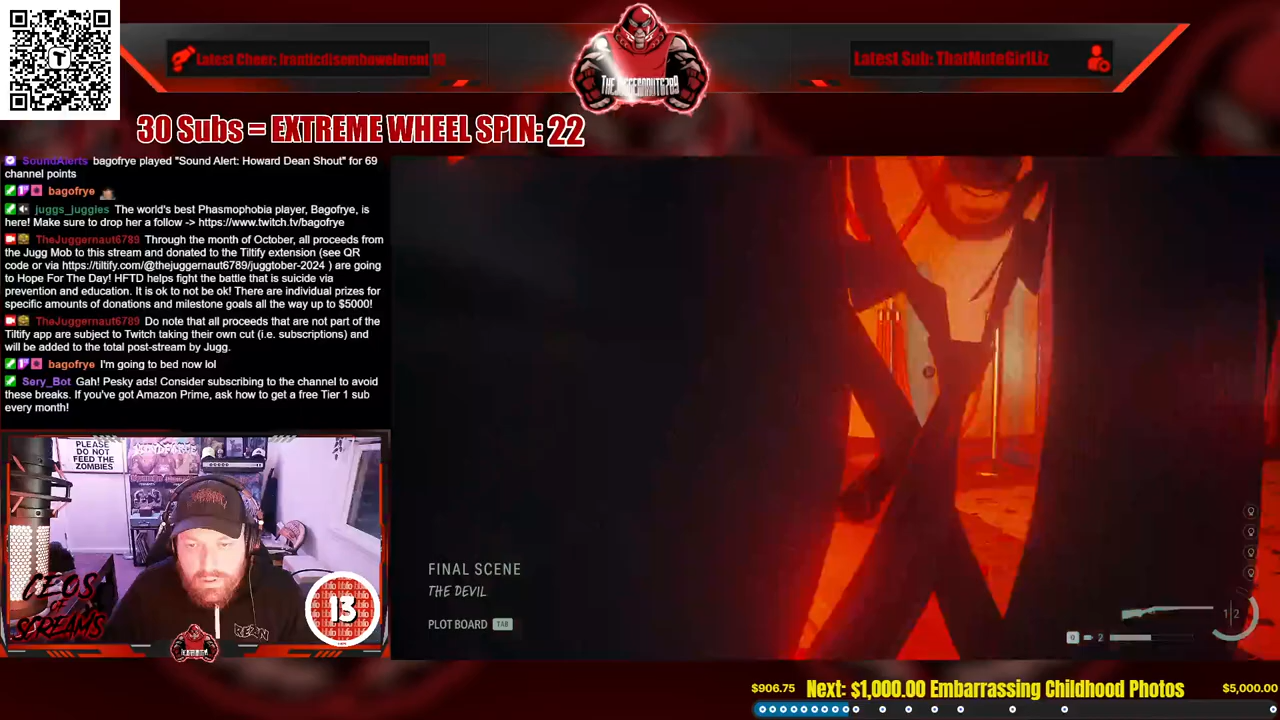 Latest Cheer: franticdisembowelment 10
THEJUGGERNAUT6789
Latest Sub: ThatMuteGirlLiz
30 Subs = EXTREME WHEEL SPIN: 22
SoundAlerts bagofrye played "Sound Alert: Howard Dean Shout" for 69
channel points
bagofrye
juggs_juggies The world's best Phasmophobia player, Bagofrye, is
here! Make sure to drop her a follow -> https://www.twitch.tv/bagofrye
TheJuggernaut6789 Through the month of October, all proceeds from
the Jugg Mob to this stream and donated to the Tiltify extension (see QR
code or via https://tiltify.com/@thejuggernaut6789/juggtober-2024 ) are going
to Hope For The Day! HFTD helps fight the battle that is suicide via
prevention and education. It is ok to not be ok! There are individual prizes for
specific amounts of donations and milestone goals all the way up to $5000!
TheJuggernaut6789 Do note that all proceeds that are not part of the
Tiltify app are subject to Twitch taking their own cut (i.e. subscriptions) and
will be added to the total post-stream by Jugg.
bagofrye I'm going to bed now lol
Sery_Bot Gah! Pesky ads! Consider subscribing to the channel to avoid
these breaks. If you've got Amazon Prime, ask how to get a free Tier 1 sub
every month!
PLEASE
DO NOT
FEED THE
ZOMBIES
CEOS
OF
STREAMS
13
FINAL SCENE
THE DEVIL
PLOT BOARD TAB
1|2
Q 2
$906.75 Next: $1,000.00 Embarrassing Childhood Photos $5,000.00